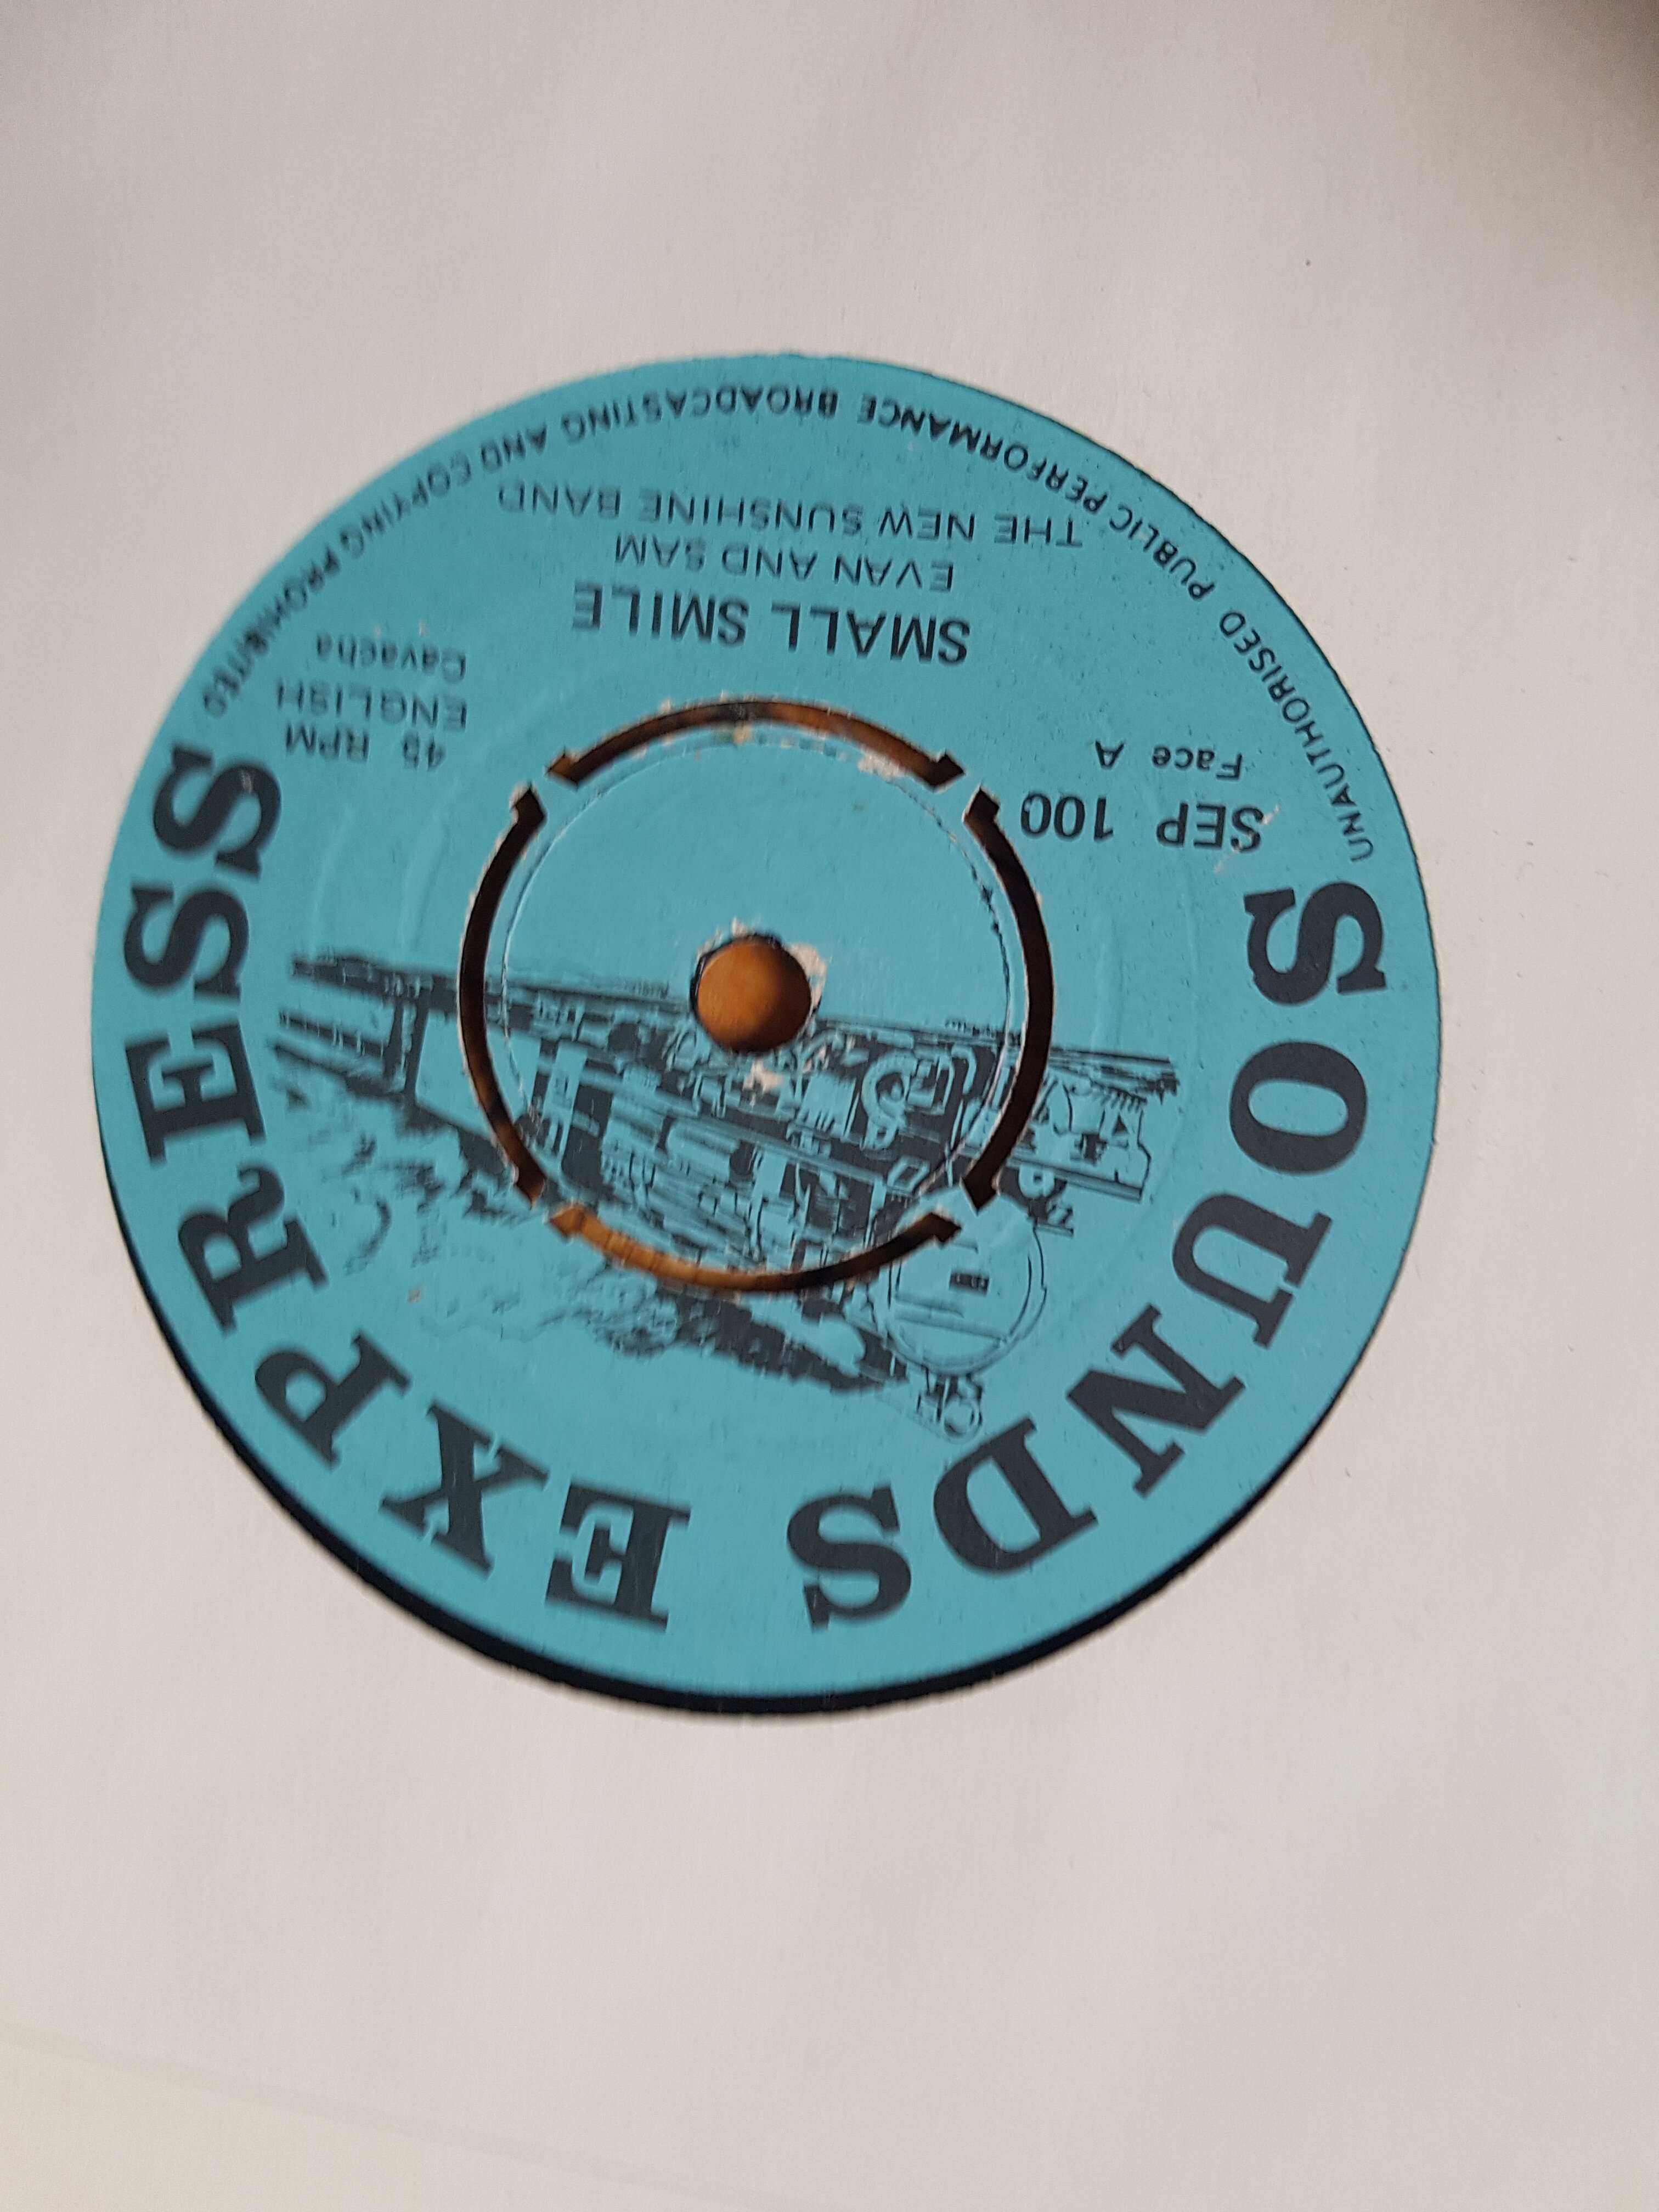 SOUNDS EXPRESS
SEP 100
Face A
45 RPM
ENGLISH
Cavacha
SMALL SMILE
EVAN AND SAM
THE NEW SUNSHINE BAND
UNAUTHORISED PUBLIC PERFORMANCE BROADCASTING AND COPYING PROHIBITED